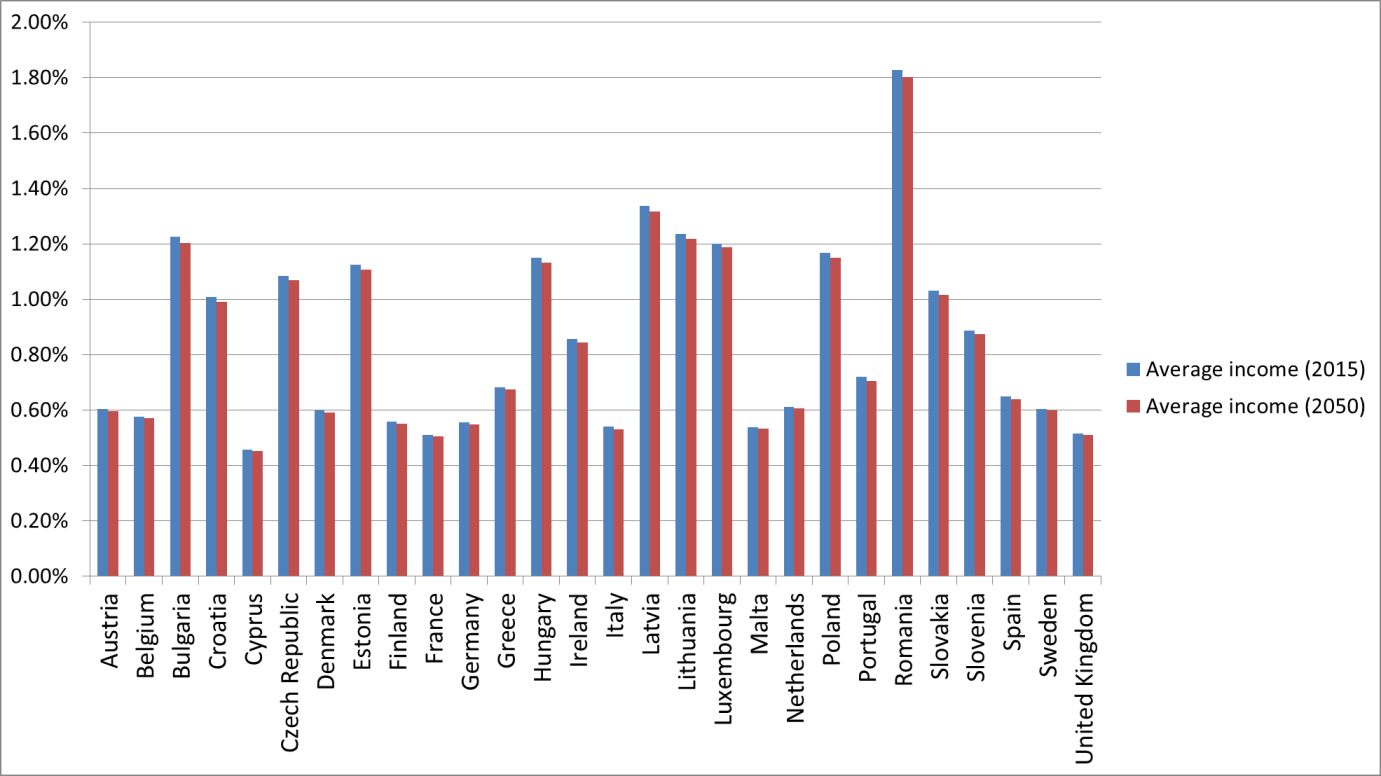 2.00%
1.80%
1.60%
1.40%
1.20%
1.00%
0.80%
0.60%
0.40%
0.20%
0.00%
Austria
Belgium
Bulgaria
Croatia
Cyprus
Czech Republic
Denmark
Estonia
Finland
France
Germany
Greece
Hungary
Ireland
Italy
Latvia
Lithuania
Luxembourg
Malta
Netherlands
Poland
Portugal
Romania
Slovakia
Slovenia
Spain
Sweden
United Kingdom
Average income (2015)
Average income (2050)